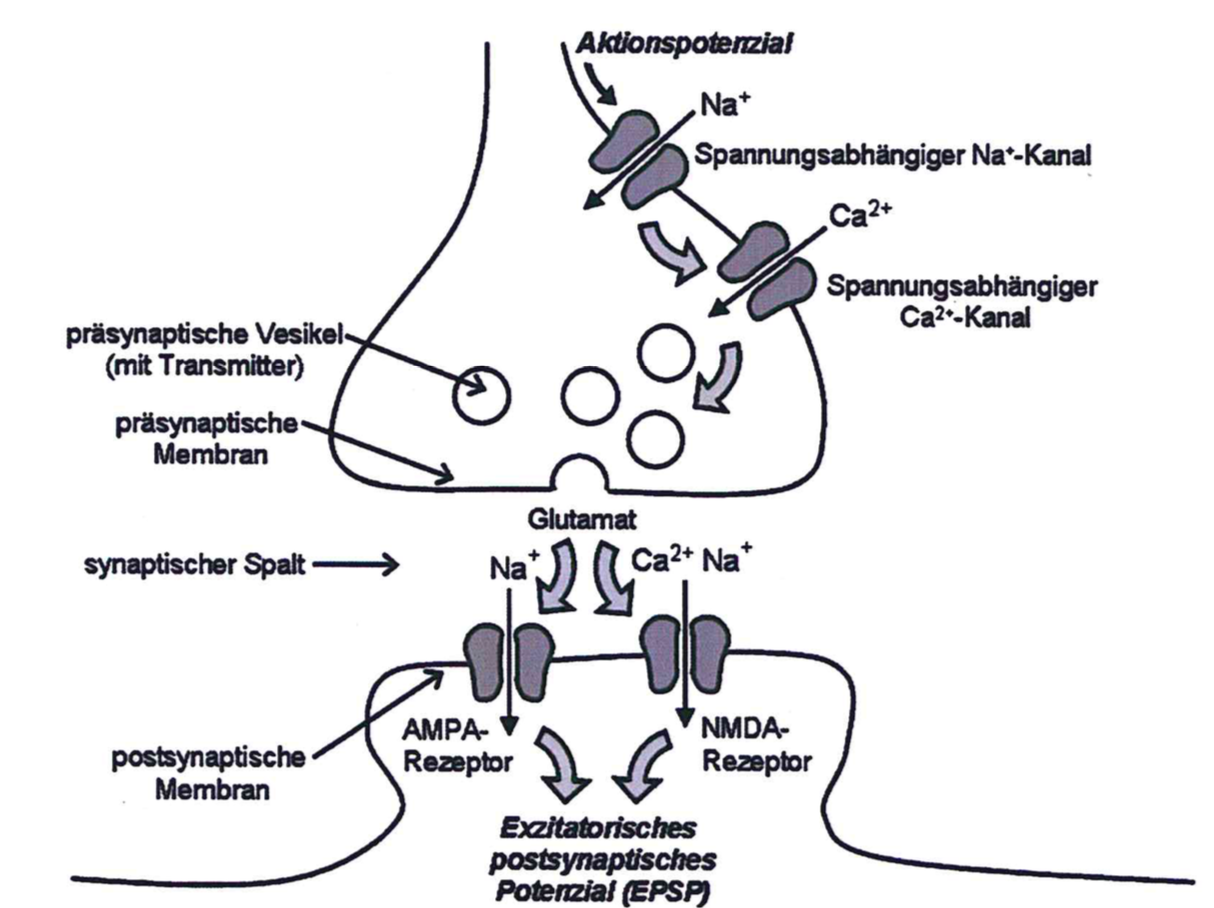 Aktionspotenzial
Na⁺
Spannungsabhängiger Na⁺-Kanal
Ca²⁺
Spannungsabhängiger
Ca²⁺-Kanal
präsynaptische Vesikel
(mit Transmitter)
präsynaptische
Membran
Glutamat
synaptischer Spalt
Na⁺
Ca²⁺ Na⁺
AMPA-
Rezeptor
NMDA-
Rezeptor
postsynaptische
Membran
Exzitatorisches
postsynaptisches
Potenzial (EPSP)